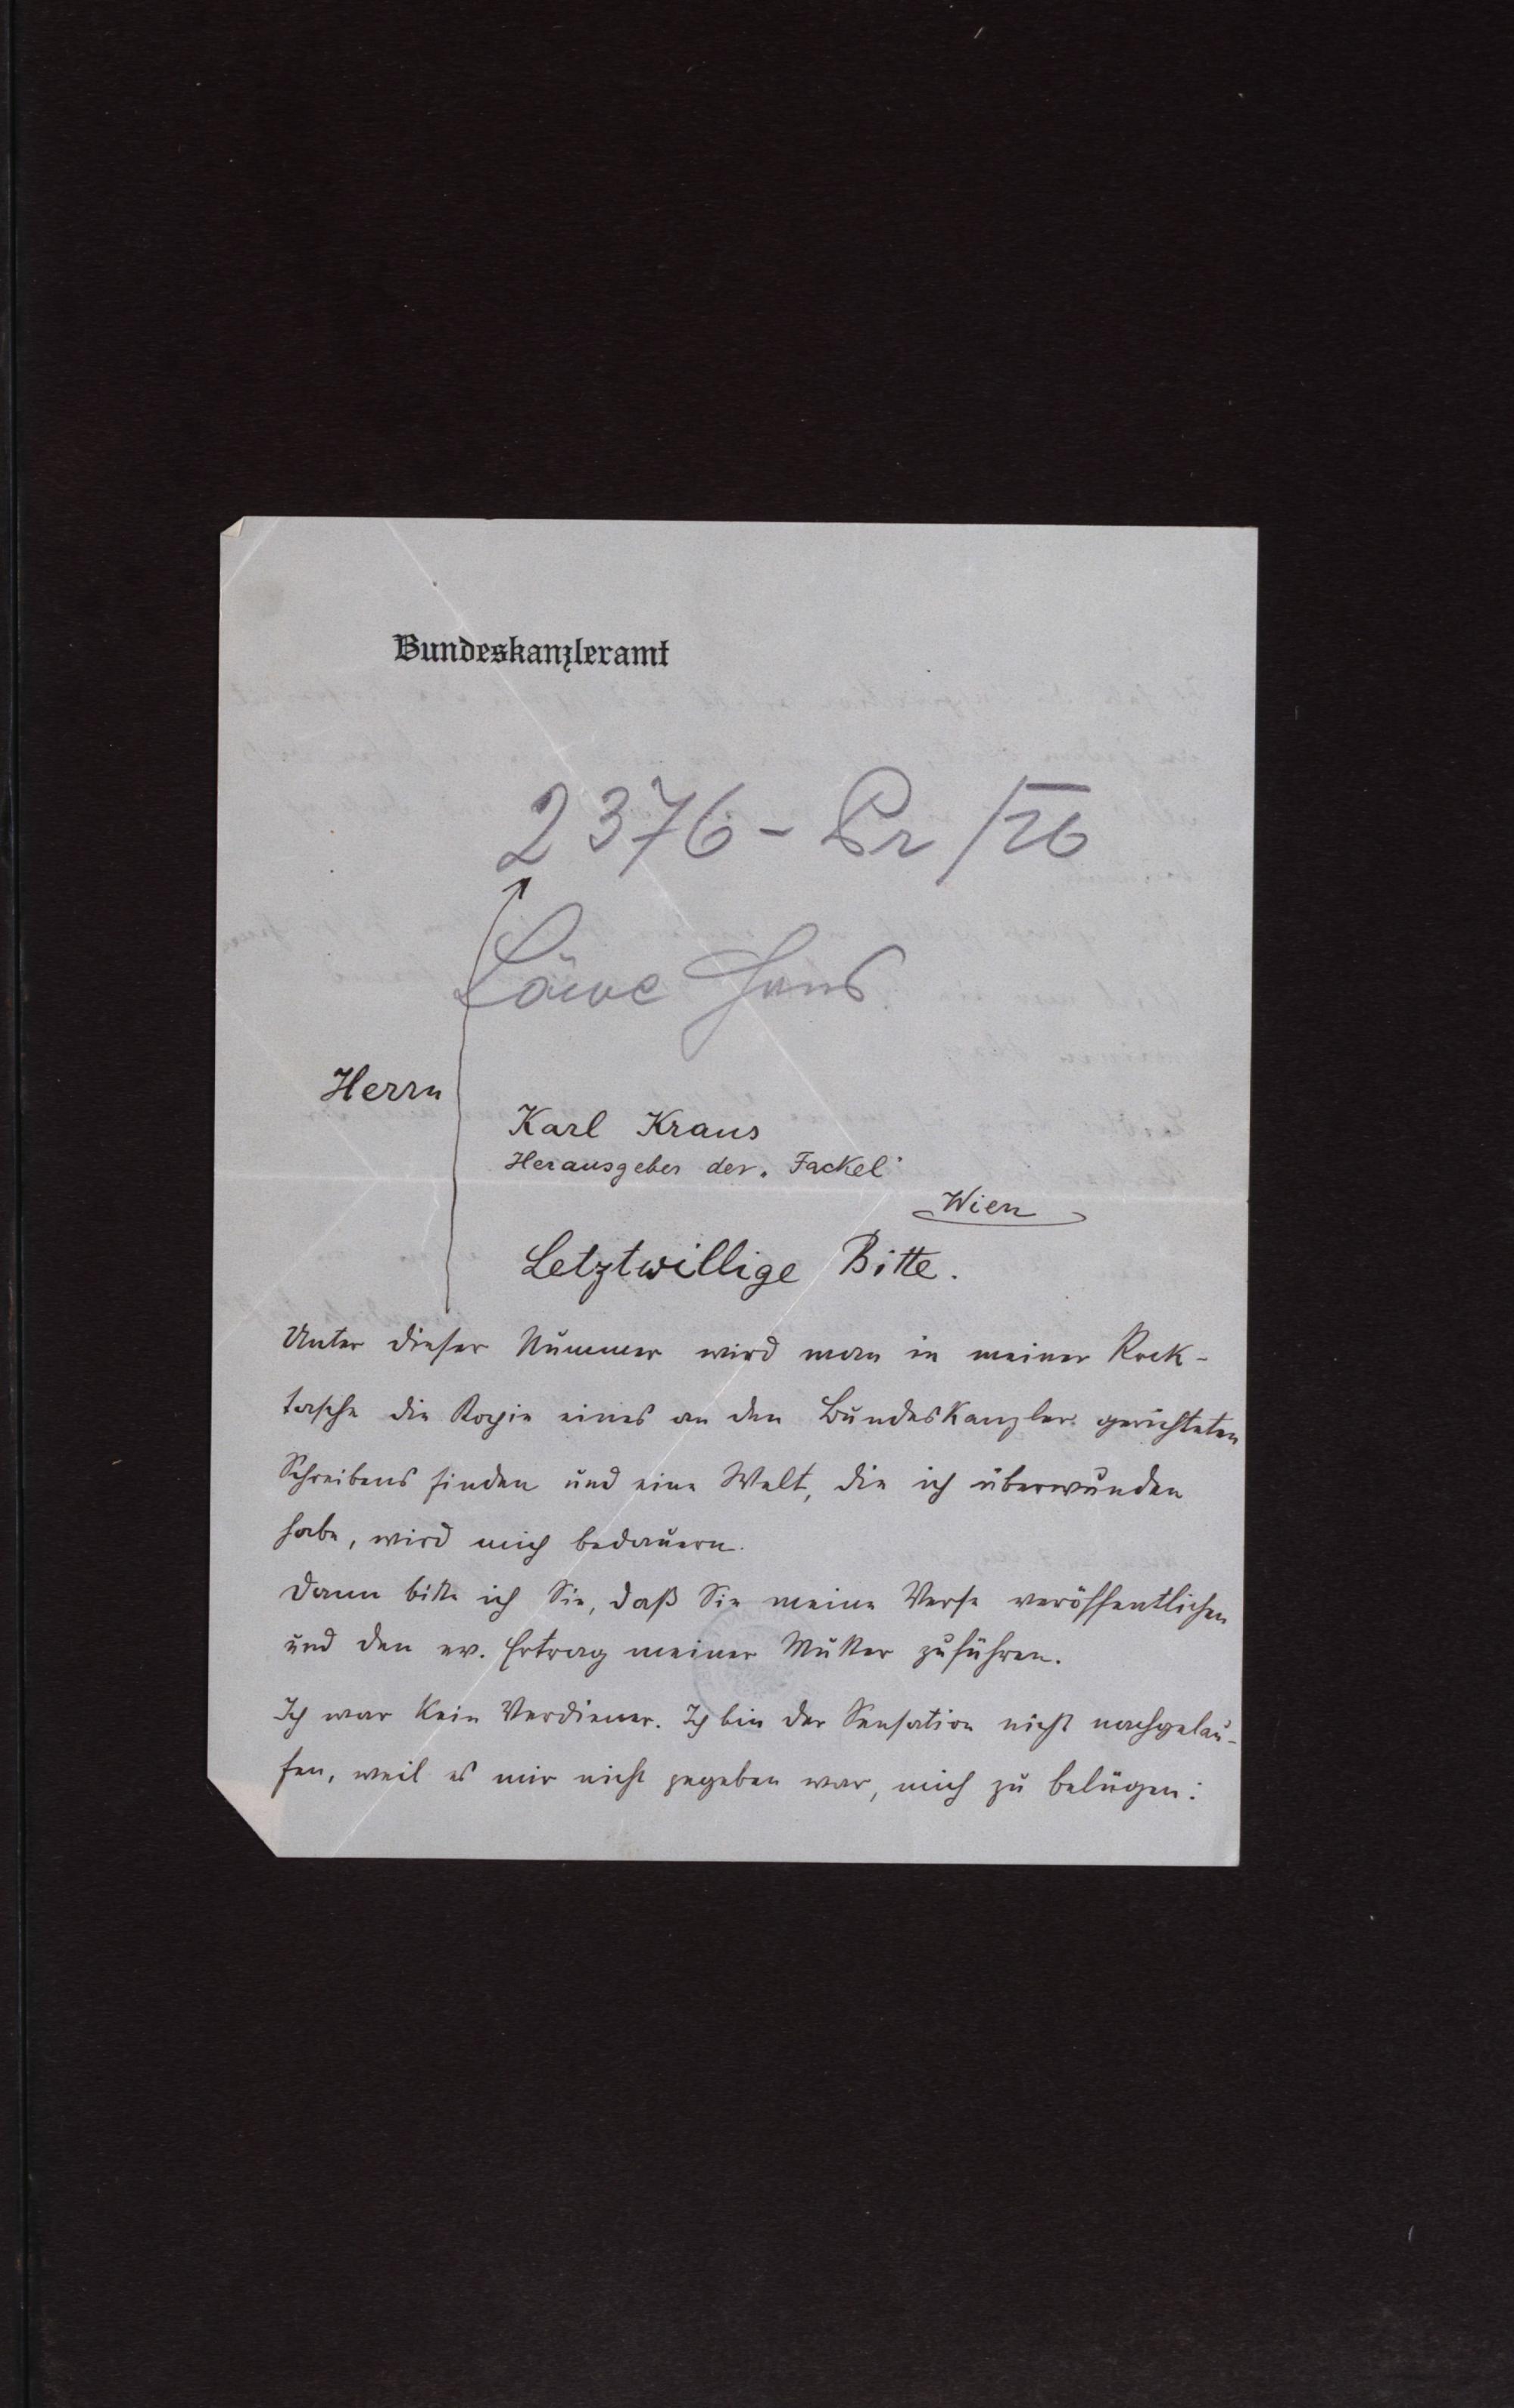 Bundeskanzleramt
2376-Pr/26
Löwe Hans
Herrn
Karl Kraus
Herausgeber der „Fackel"
Wien
Letztwillige Bitte.
Unter dieser Nummer wird man in meiner Rock-
tasche die Kopie eines an den Bundeskanzler gerichteten
Schreibens finden und eine Welt, die ich überwunden
habe, wird mich bedauern.
Dann bitte ich Sie, daß Sie meine Verse veröffentlichen
und den ev. Ertrag meiner Mutter zuführen.
Ich war kein Verdiener. Ich bin der Sensation nicht nachgelau-
fen, weil es mir nicht gegeben war, mich zu belügen: